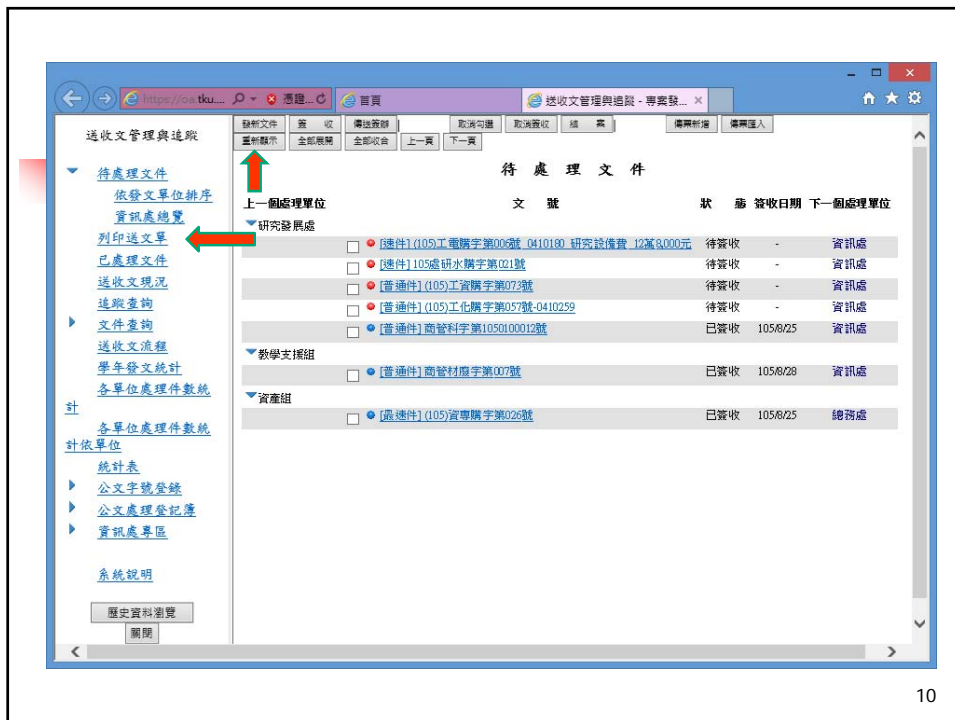 https://oa.tku....
憑證...
首頁
送收文管理與追蹤 - 專案發...
送收文管理與追蹤
待處理文件
依發文單位排序
資訊處總覽
列印送文單
已處理文件
送收文現況
追蹤查詢
文件查詢
送收文流程
學年發文統計
各單位處理件數統
計
各單位處理件數統
計依單位
統計表
公文字號登錄
公文處理登記簿
資訊處專區
系統說明
歷史資料瀏覽
關閉
發新文件 簽 收 傳送簽辦 取消勾選 取消簽收 結 案 傳票新增 傳票匯入
重新顯示 全部展開 全部收合 上一頁 下一頁
待 處 理 文 件
上一個處理單位 文 號 狀 態 簽收日期 下一個處理單位
研究發展處
[速件] (105)工電購字第006號_0410180_研究設備費_12萬8,000元 待簽收 - 資訊處
[速件] 105處研水購字第021號 待簽收 - 資訊處
[普通件] (105)工資購字第073號 待簽收 - 資訊處
[普通件] (105)工化購字第057號-0410259 待簽收 - 資訊處
[普通件] 商管科字第1050100012號 已簽收 105/8/25 資訊處
教學支援組
[普通件] 商管材廢字第007號 已簽收 105/8/28 資訊處
資產組
[最速件] (105)資專購字第026號 已簽收 105/8/25 總務處
10